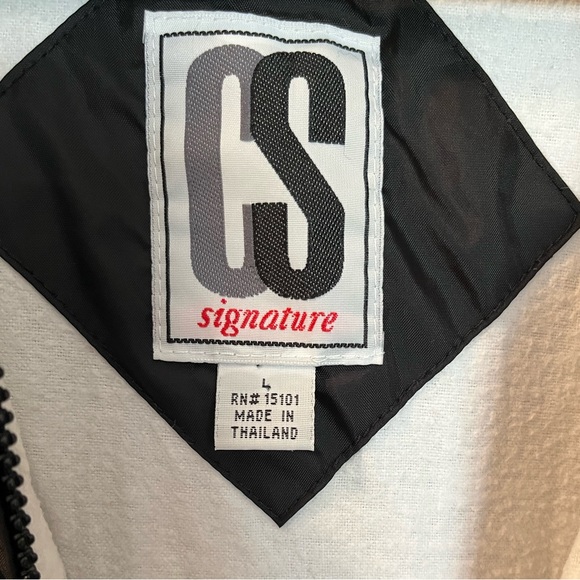 CS
signature
L
RN# 15101
MADE IN
THAILAND